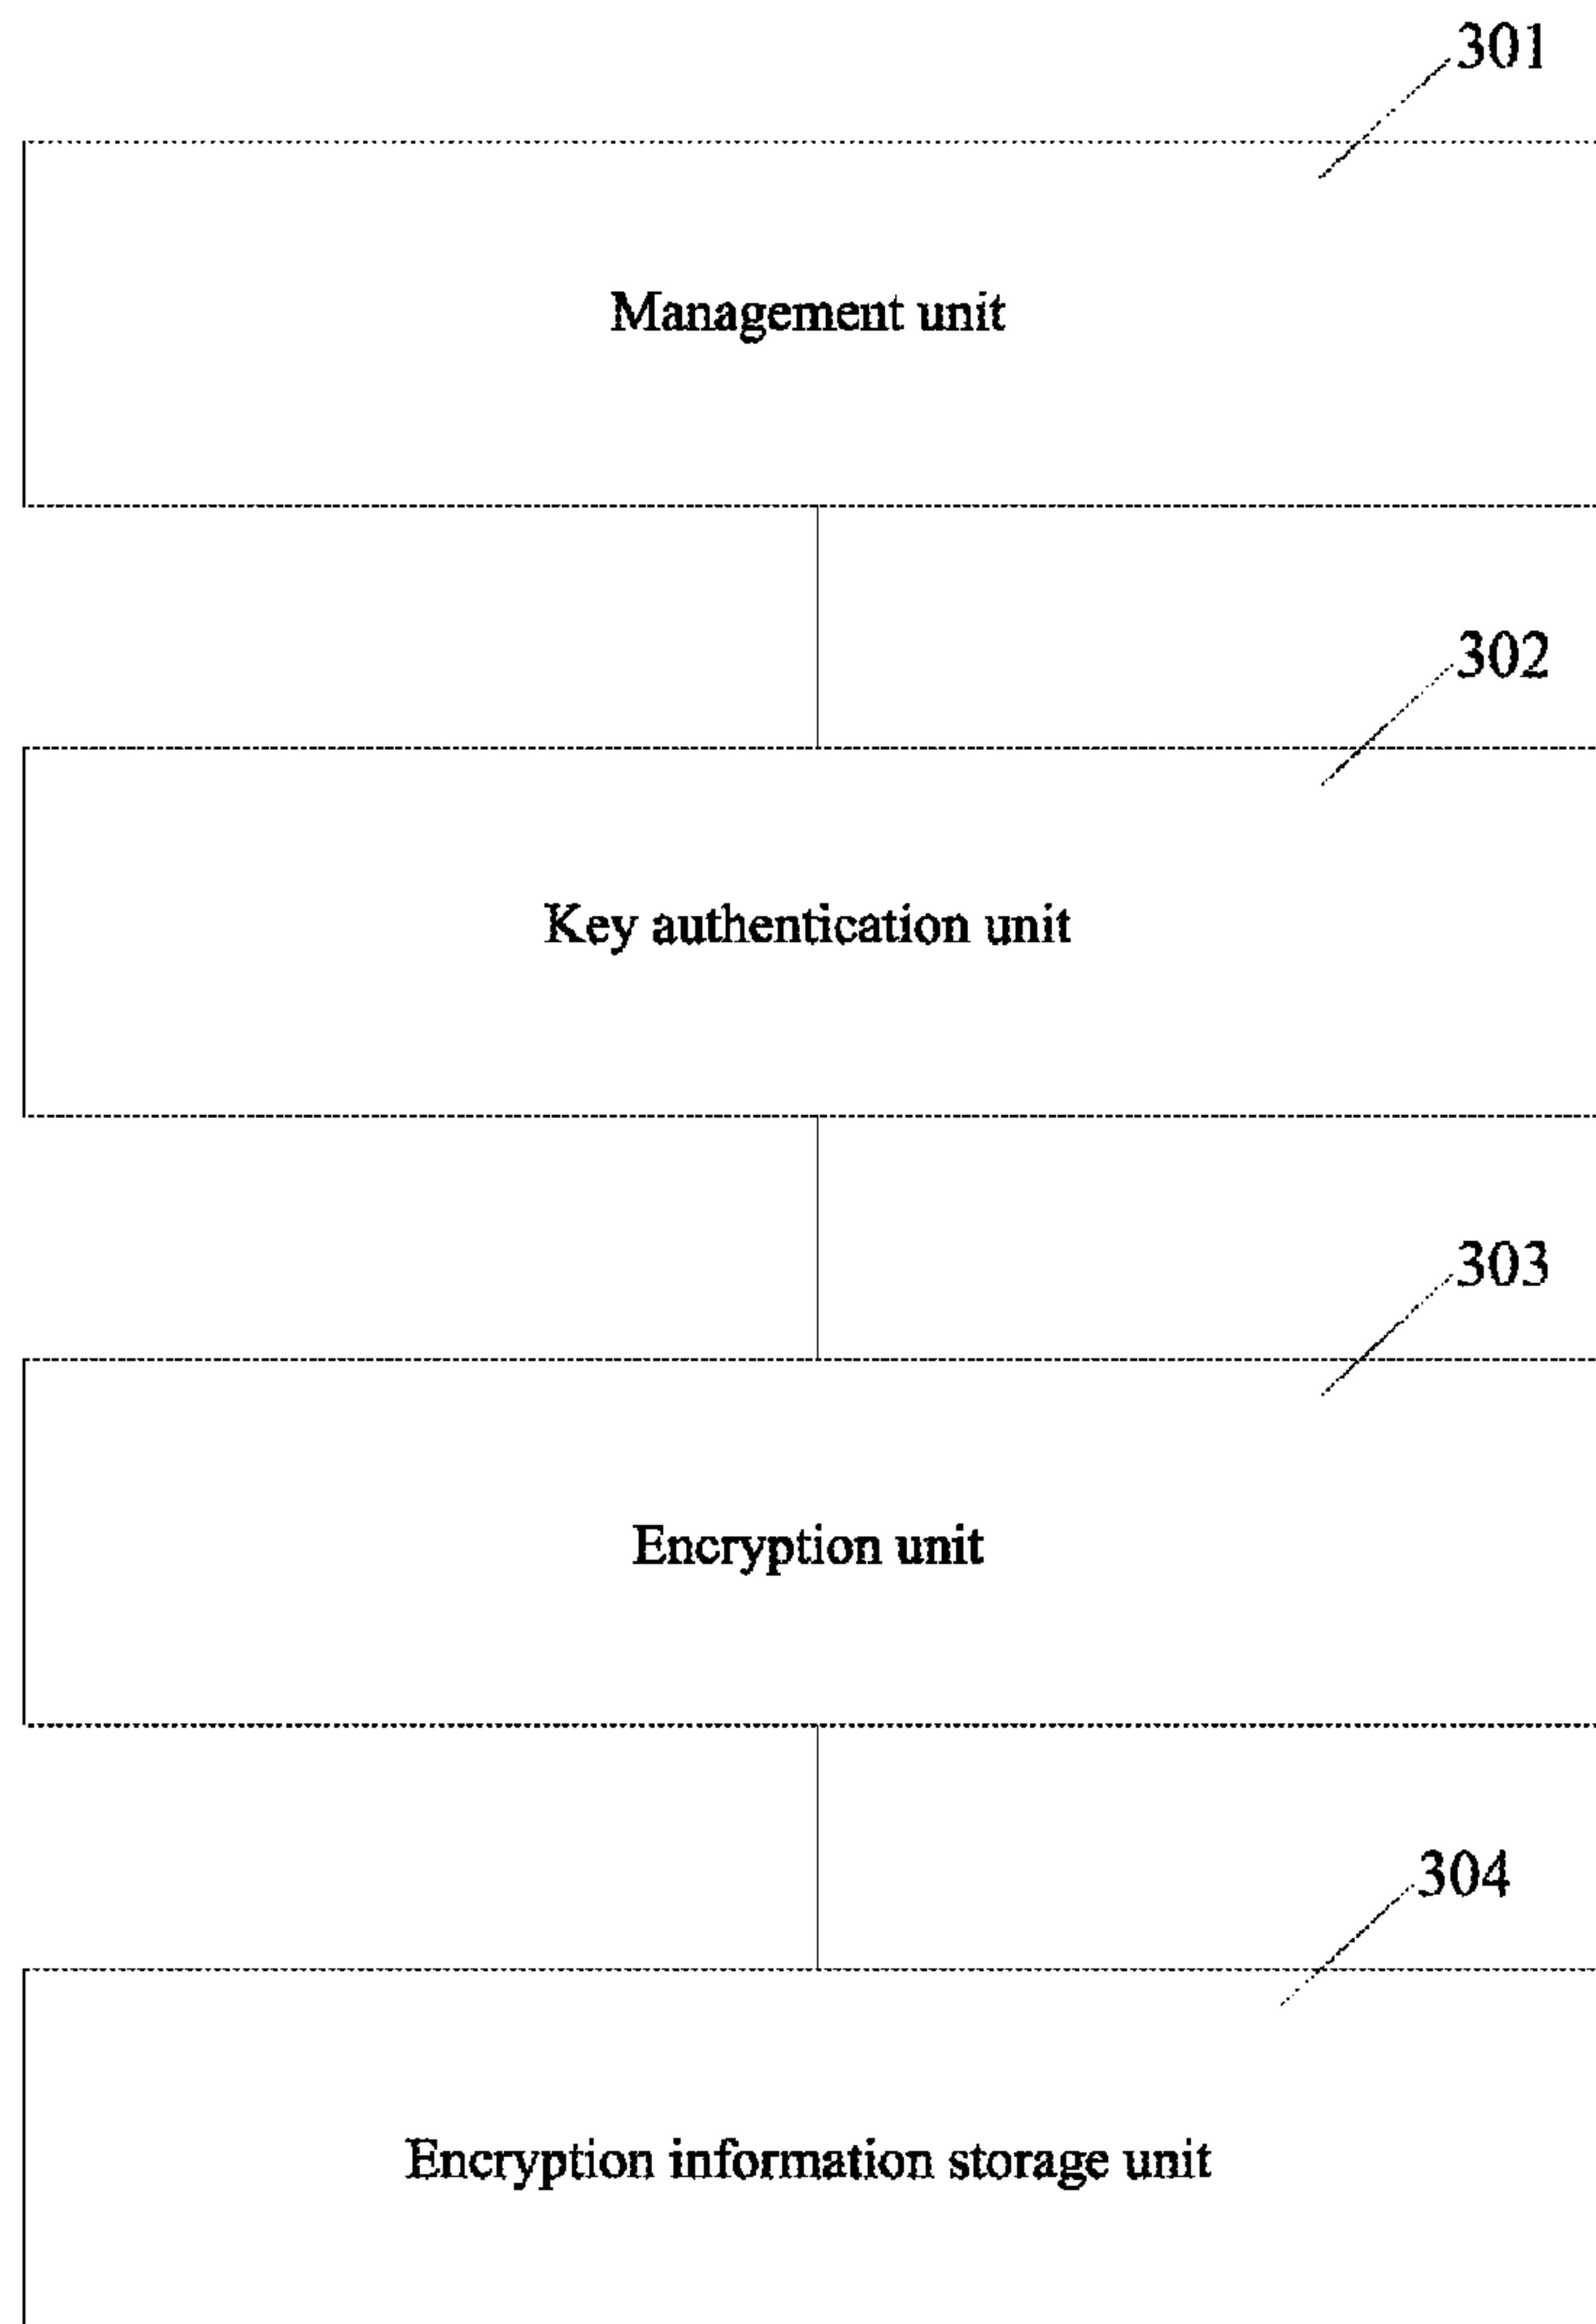 301
Management unit
302
Key authentication unit
303
Encryption unit
304
Encryption information storage unit